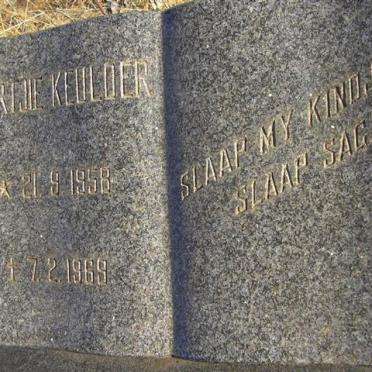 KEULDER
★ 21.9.1958
7.2.1969
SLAAP MY
SLAAP